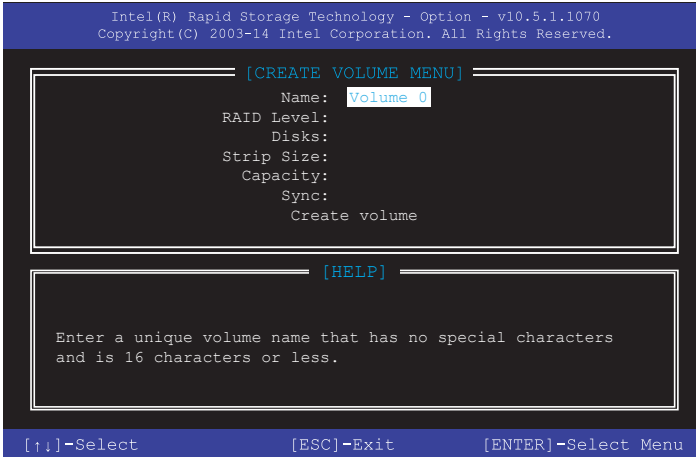 Intel(R) Rapid Storage Technology - Option - v10.5.1.1070
Copyright(C) 2003-14 Intel Corporation. All Rights Reserved.
[CREATE VOLUME MENU]
Name: Volume 0
RAID Level:
Disks:
Strip Size:
Capacity:
Sync:
Create volume
[HELP]
Enter a unique volume name that has no special characters
and is 16 characters or less.
[↑↓]-Select [ESC]-Exit [ENTER]-Select Menu